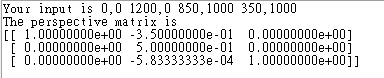 Your input is 0,0 1200,0 850,1000 350,1000
The perspective matrix is
[[ 1.00000000e+00 -3.50000000e-01 0.00000000e+00]
[ 0.00000000e+00 5.00000000e-01 0.00000000e+00]
[ 0.00000000e+00 -5.83333333e-04 1.00000000e+00]]